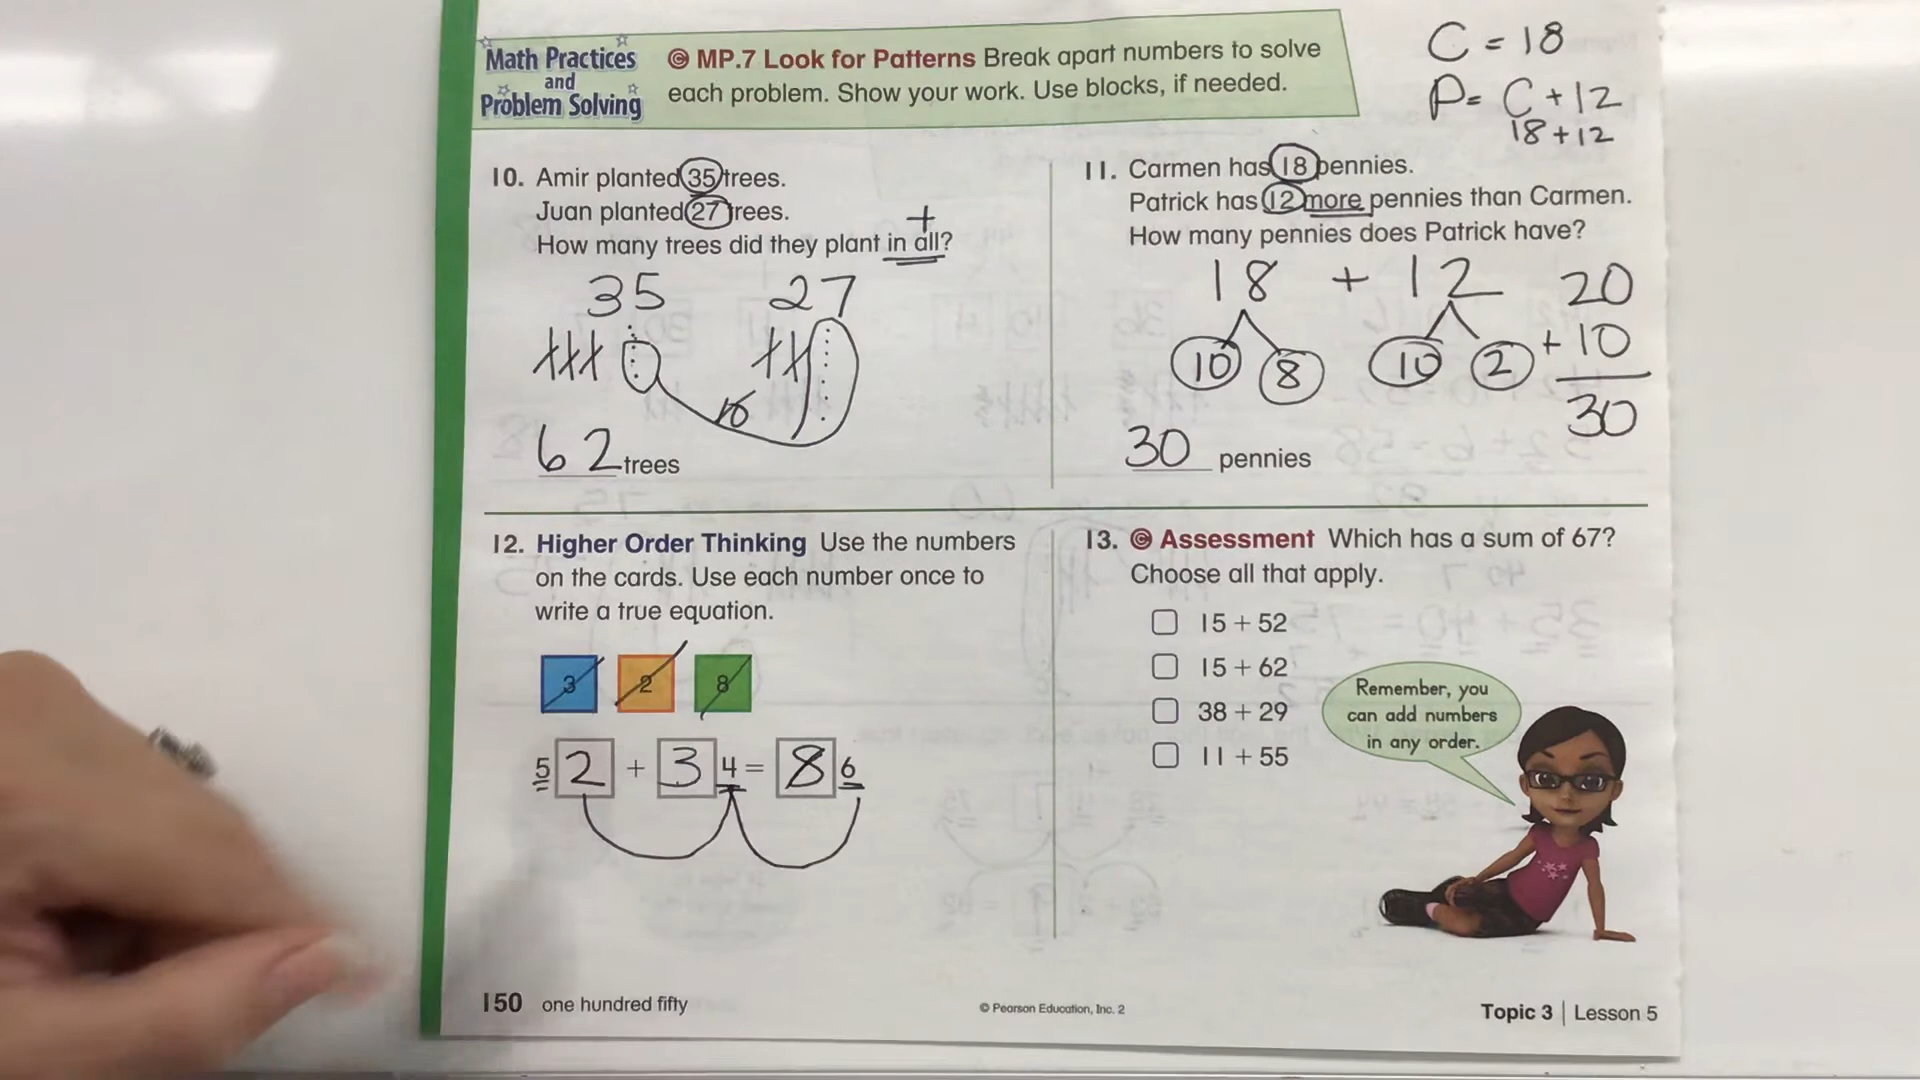 Math Practices and Problem Solving
© MP.7 Look for Patterns Break apart numbers to solve
each problem. Show your work. Use blocks, if needed.
C = 18
P = C + 12
18 + 12
10. Amir planted 35 trees.
Juan planted 27 trees.
+
How many trees did they plant in all?
35 27
10
62 trees
11. Carmen has 18 pennies.
Patrick has 12 more pennies than Carmen.
How many pennies does Patrick have?
18 + 12
10 8 10 2
20
+ 10
30
30 pennies
12. Higher Order Thinking Use the numbers
on the cards. Use each number once to
write a true equation.
3 2 8
5 2 + 3 4 = 8 6
13. © Assessment Which has a sum of 67?
Choose all that apply.
15 + 52
15 + 62
38 + 29
11 + 55
Remember, you
can add numbers
in any order.
150 one hundred fifty
© Pearson Education, Inc. 2
Topic 3 | Lesson 5